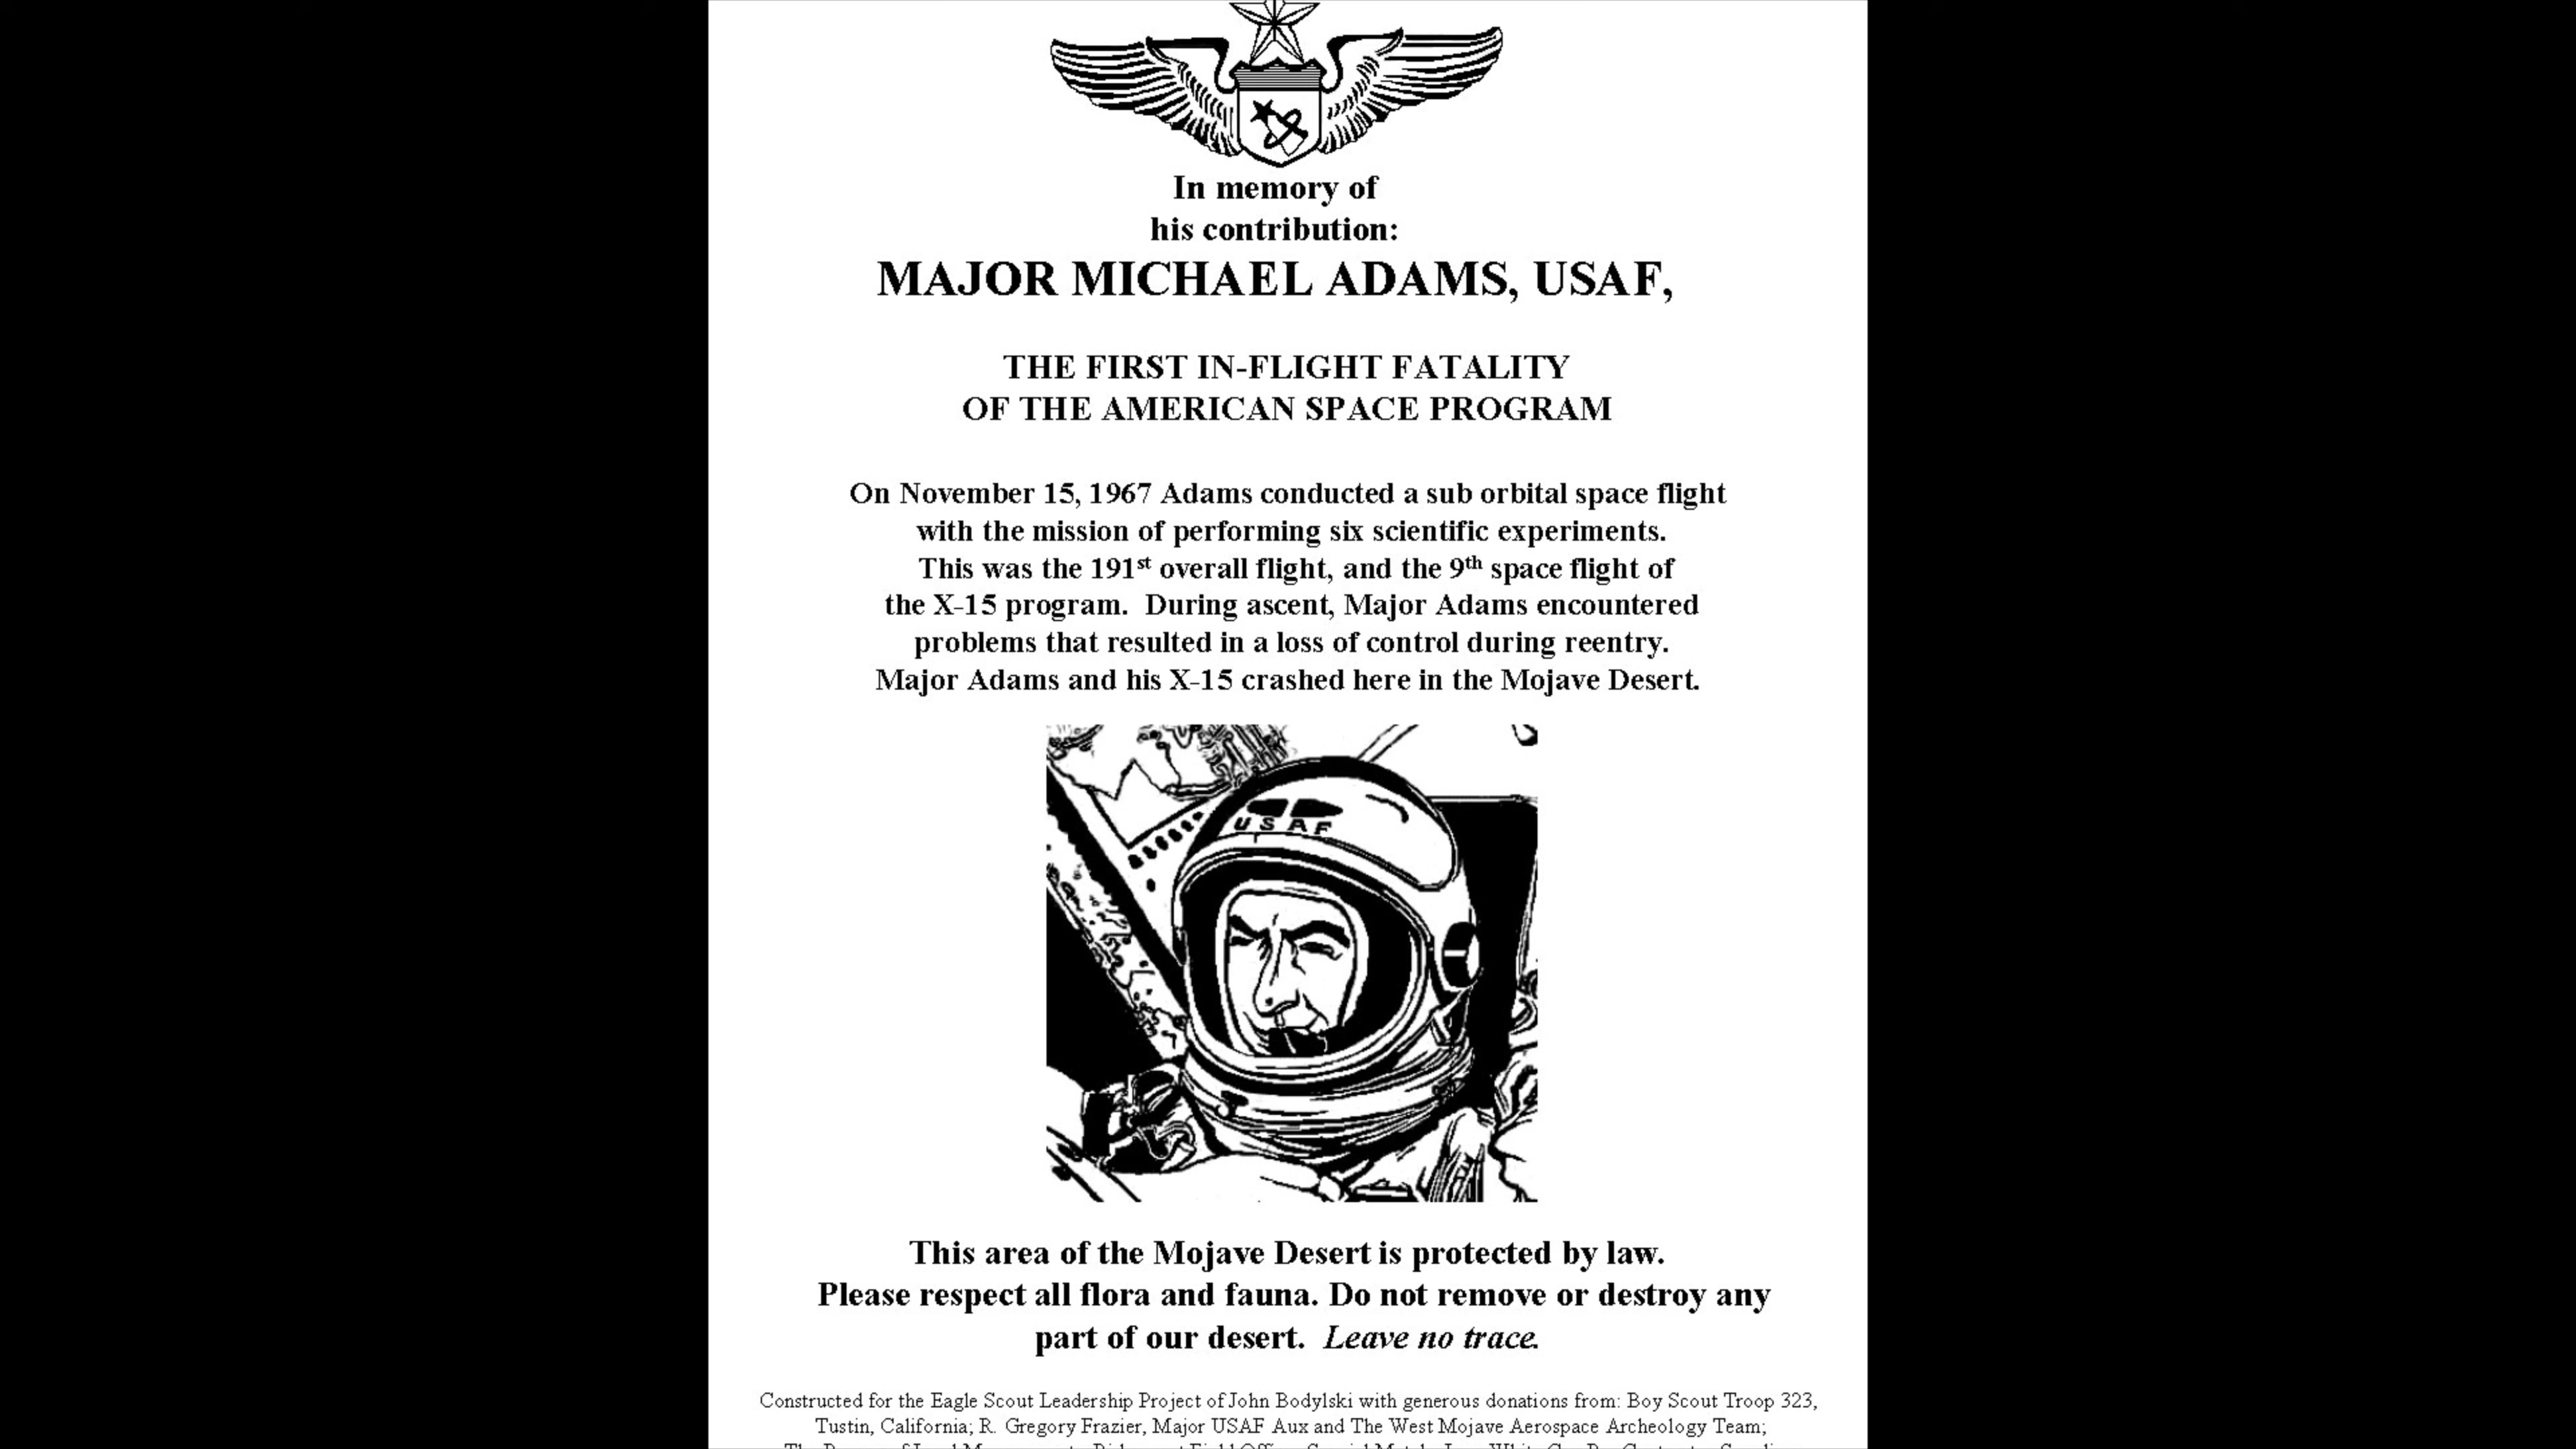 In memory of
his contribution:
MAJOR MICHAEL ADAMS, USAF,
THE FIRST IN-FLIGHT FATALITY
OF THE AMERICAN SPACE PROGRAM
On November 15, 1967 Adams conducted a sub orbital space flight
with the mission of performing six scientific experiments.
This was the 191st overall flight, and the 9th space flight of
the X-15 program. During ascent, Major Adams encountered
problems that resulted in a loss of control during reentry.
Major Adams and his X-15 crashed here in the Mojave Desert.
USAF
This area of the Mojave Desert is protected by law.
Please respect all flora and fauna. Do not remove or destroy any
part of our desert. Leave no trace.
Constructed for the Eagle Scout Leadership Project of John Bodylski with generous donations from: Boy Scout Troop 323,
Tustin, California; R. Gregory Frazier, Major USAF Aux and The West Mojave Aerospace Archeology Team;